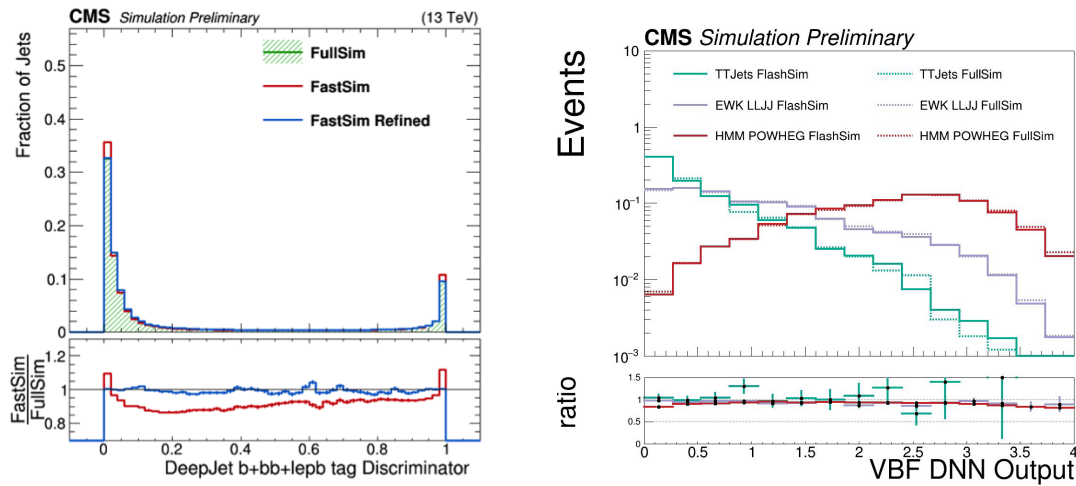 CMS Simulation Preliminary (13 TeV)
Fraction of Jets
0.5
0.4
0.3
0.2
0.1
0
FullSim
FastSim
FastSim Refined
FastSim
FullSim
1.2
1
0.8
0 0.2 0.4 0.6 0.8 1
DeepJet b+bb+lepb tag Discriminator
CMS Simulation Preliminary
Events
10
1
10⁻¹
10⁻²
10⁻³
TTJets FlashSim TTJets FullSim
EWK LLJJ FlashSim EWK LLJJ FullSim
HMM POWHEG FlashSim HMM POWHEG FullSim
ratio
1.5
1
0.5
0
0 0.5 1 1.5 2 2.5 3 3.5 4
VBF DNN Output